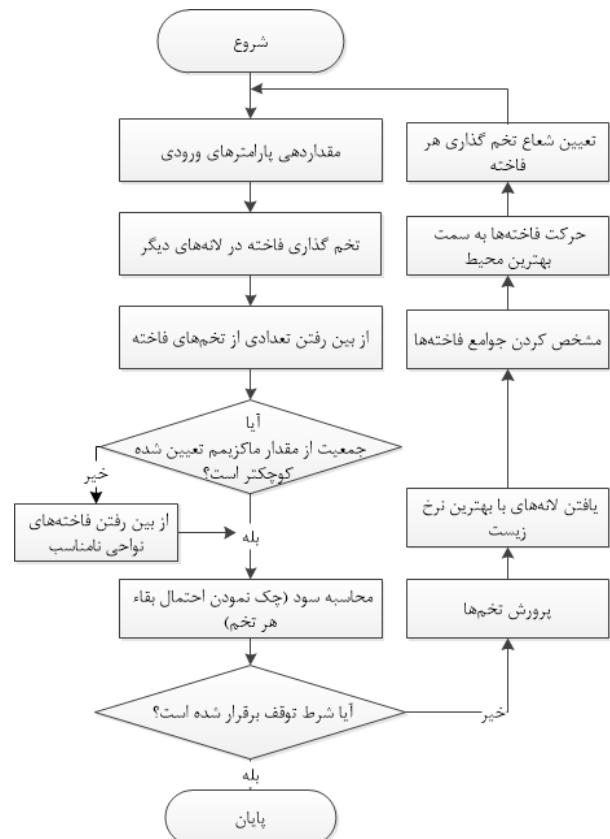 شروع
مقداردهی پارامترهای ورودی
تخم گذاری فاخته در لانه‌های دیگر
از بین رفتن تعدادی از تخم‌های فاخته
آیا
جمعیت از مقدار ماکزیمم تعیین شده
کوچکتر است؟
خیر
از بین رفتن فاخته‌های
نواحی نامناسب
بله
محاسبه سود (چک نمودن احتمال بقاء
هر تخم)
آیا شرط توقف برقرار شده است؟
خیر
بله
پایان
پرورش تخم‌ها
یافتن لانه‌های با بهترین نرخ
زیست
مشخص کردن جوامع فاخته‌ها
حرکت فاخته‌ها به سمت
بهترین محیط
تعیین شعاع تخم گذاری هر
فاخته